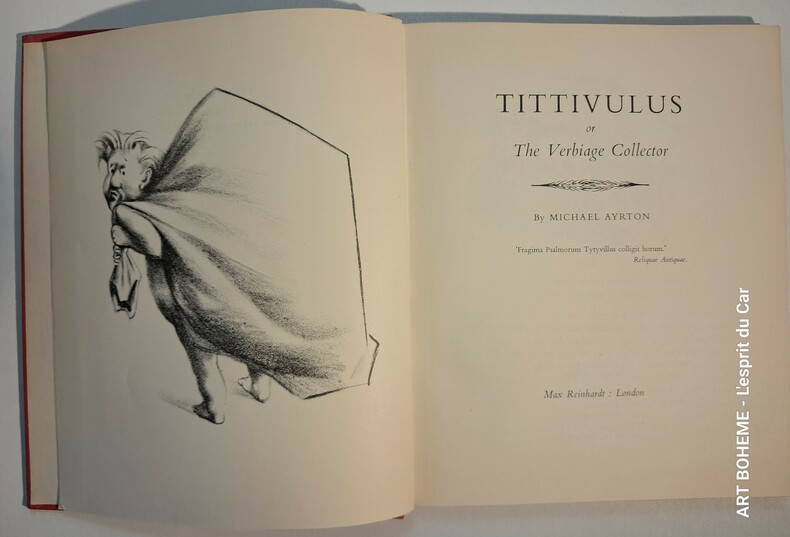 TITTIVULUS
or
The Verbiage Collector
By MICHAEL AYRTON
'Fragima Psalmorum Tytyvillus colligit horum.'
Reliquae Antiquae.
Max Reinhardt : London
ART BOHEME - L'esprit du Car